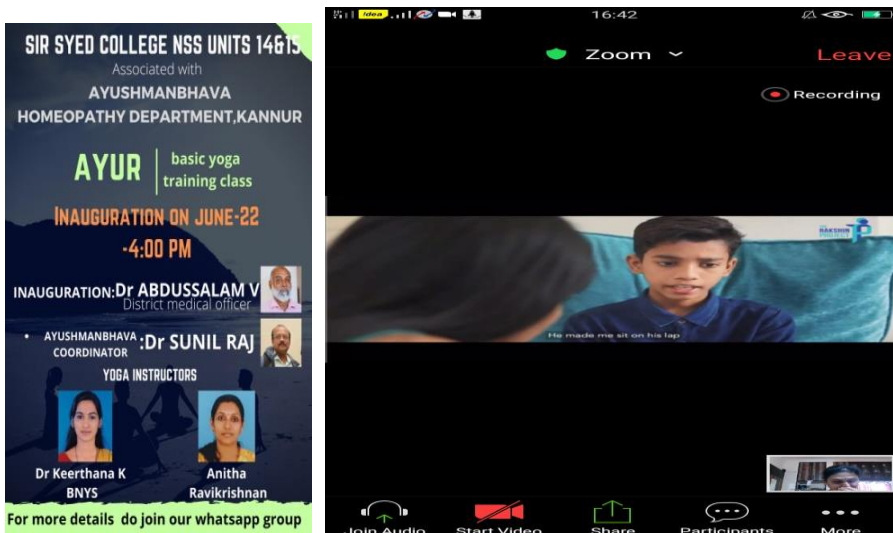 SIR SYED COLLEGE NSS UNITS 14&15
Associated with
AYUSHMANBHAVA
HOMEOPATHY DEPARTMENT,KANNUR
AYUR
basic yoga
training class
INAUGURATION ON JUNE-22
-4:00 PM
INAUGURATION:Dr ABDUSSALAM V
District medical officer
• AYUSHMANBHAVA
COORDINATOR :Dr SUNIL RAJ
YOGA INSTRUCTORS
Dr Keerthana K
BNYS
Anitha
Ravikrishnan
For more details do join our whatsapp group
Idea
16:42
Zoom
Leave
Recording
RAKSHIN
PROJECT
He made me sit on his lap
Join Audio
Start Video
Share
Participants
More